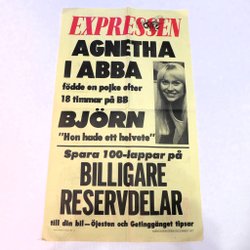 EXPRESSEN
AGNETHA
I ABBA
födde en pojke efter
18 timmar på BB
BJÖRN
"Hon hade ett helvete"
Spara 100-lappar på
BILLIGARE
RESERVDELAR
till din bil—Öjesten och Getinggänget tipsar